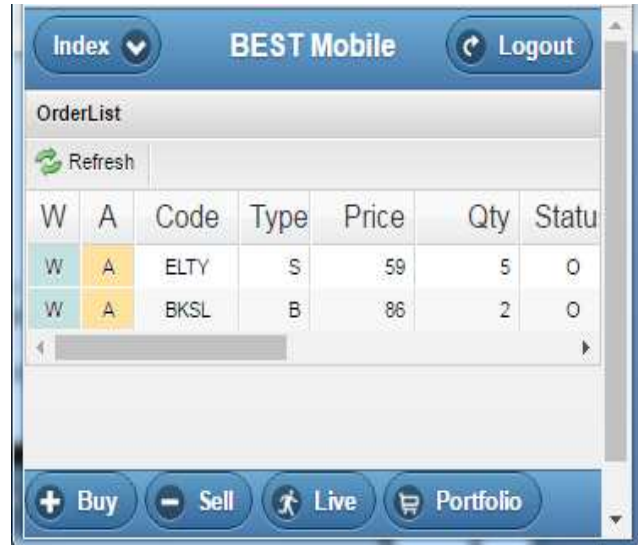 Index BEST Mobile Logout
OrderList
Refresh
W A Code Type Price Qty Statu
W A ELTY S 59 5 O
W A BKSL B 86 2 O
Buy Sell Live Portfolio